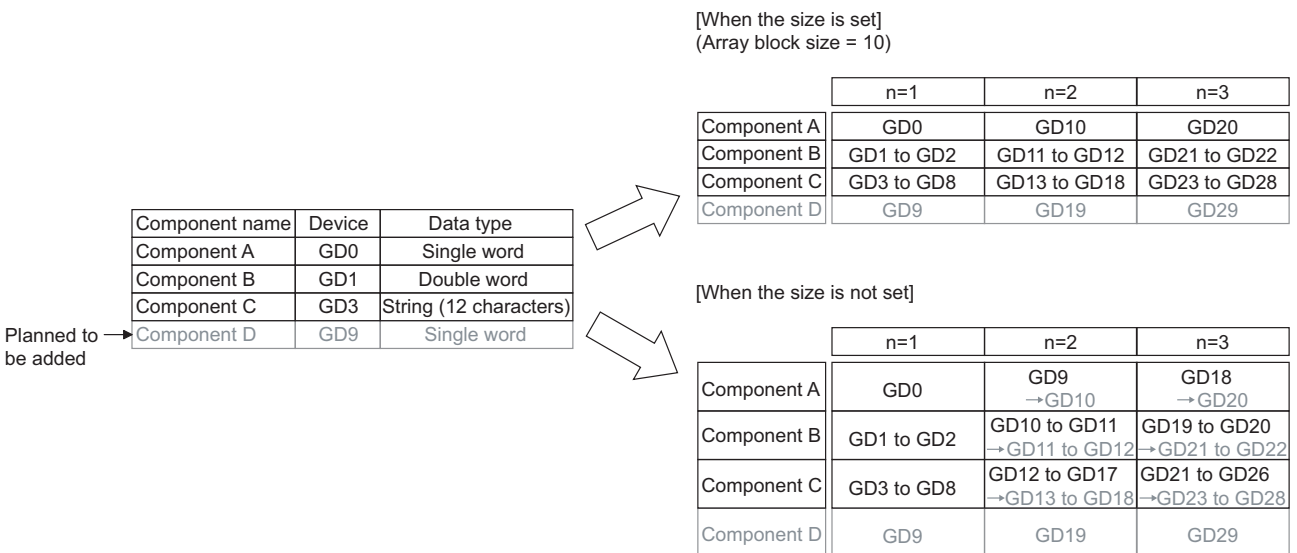 [When the size is set]
(Array block size = 10)
n=1 n=2 n=3
Component A GD0 GD10 GD20
Component B GD1 to GD2 GD11 to GD12 GD21 to GD22
Component C GD3 to GD8 GD13 to GD18 GD23 to GD28
Component D GD9 GD19 GD29
Component name Device Data type
Component A GD0 Single word
Component B GD1 Double word
Component C GD3 String (12 characters)
Planned to be added
Component D GD9 Single word
[When the size is not set]
n=1 n=2 n=3
Component A GD0 GD9 →GD10 GD18 →GD20
Component B GD1 to GD2 GD10 to GD11 →GD11 to GD12 GD19 to GD20 →GD21 to GD22
Component C GD3 to GD8 GD12 to GD17 →GD13 to GD18 GD21 to GD26 →GD23 to GD28
Component D GD9 GD19 GD29